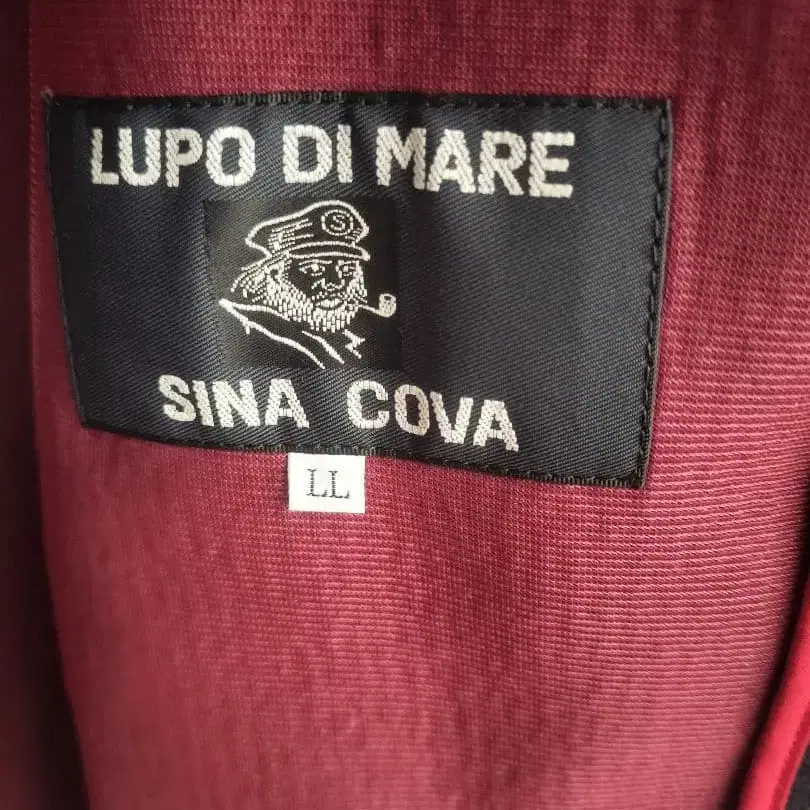 LUPO DI MARE
S
SINA COVA
LL